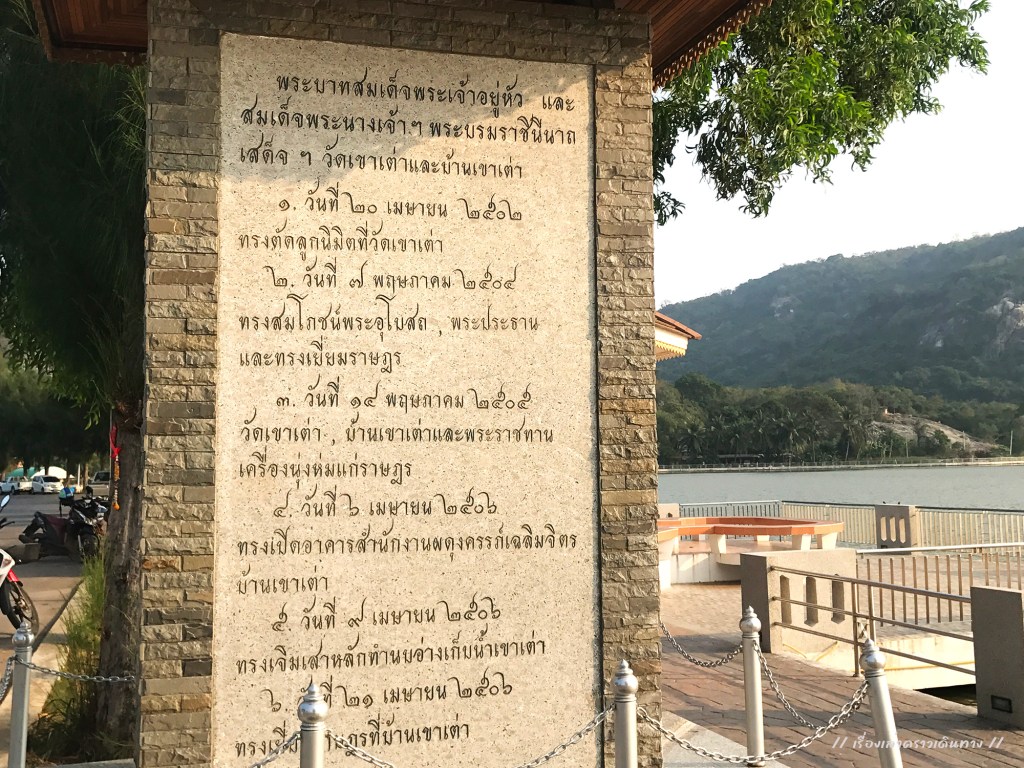 พระบาทสมเด็จพระเจ้าอยู่หัว และ
สมเด็จพระนางเจ้าฯ พระบรมราชินีนาถ
เสด็จ ฯ วัดเขาเต่าและบ้านเขาเต่า
๑. วันที่ ๒๐ เมษายน ๒๕๐๒
ทรงตัดลูกนิมิตที่วัดเขาเต่า
๒. วันที่ ๗ พฤษภาคม ๒๕๐๔
ทรงสมโภชน์พระอุโบสถ , พระประธาน
และทรงเยี่ยมราษฎร
๓. วันที่ ๑๔ พฤษภาคม ๒๕๐๕
วัดเขาเต่า , บ้านเขาเต่าและพระราชทาน
เครื่องนุ่งห่มแก่ราษฎร
๔. วันที่ ๖ เมษายน ๒๕๐๖
ทรงเปิดอาคารสำนักงานผดุงครรภ์เฉลิมจิตร
บ้านเขาเต่า
๕. วันที่ ๙ เมษายน ๒๕๐๖
ทรงเจิมเสาหลักทำนบอ่างเก็บน้ำเขาเต่า
๖. วันที่ ๒๑ เมษายน ๒๕๐๖
ที่บ้านเขาเต่า
// เรื่องเล่าคราวเดินทาง //